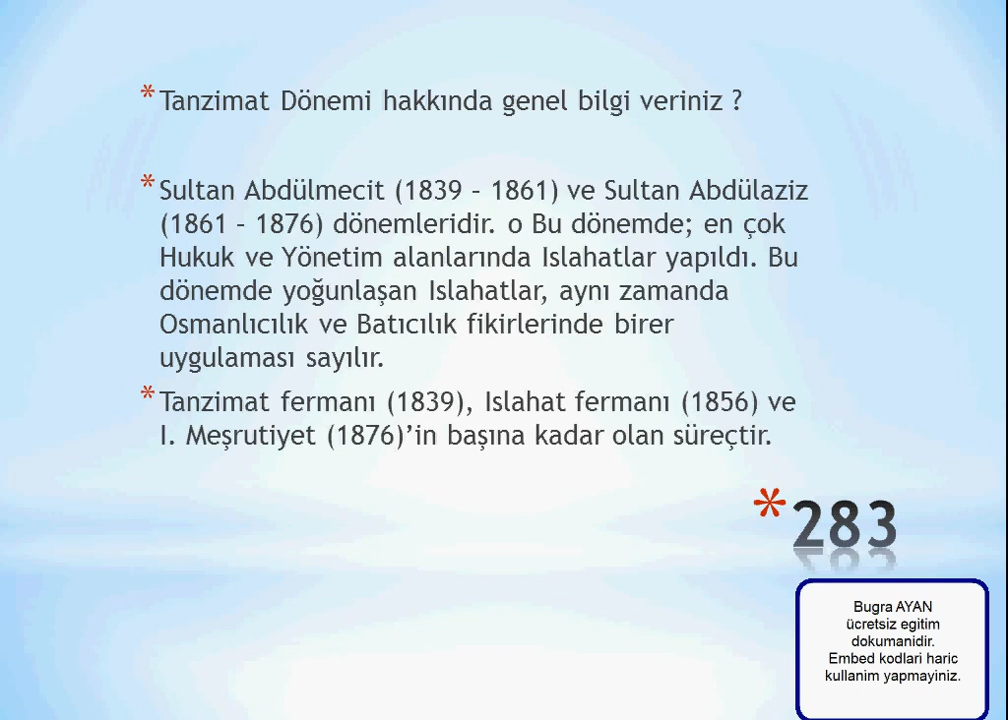 * Tanzimat Dönemi hakkında genel bilgi veriniz ?
* Sultan Abdülmecit (1839 – 1861) ve Sultan Abdülaziz
(1861 – 1876) dönemleridir. o Bu dönemde; en çok
Hukuk ve Yönetim alanlarında Islahatlar yapıldı. Bu
dönemde yoğunlaşan Islahatlar, aynı zamanda
Osmanlıcılık ve Batıcılık fikirlerinde birer
uygulaması sayılır.
* Tanzimat fermanı (1839), Islahat fermanı (1856) ve
I. Meşrutiyet (1876)’in başına kadar olan süreçtir.
* 283
Bugra AYAN
ücretsiz egitim
dokumanidir.
Embed kodlari haric
kullanim yapmayiniz.